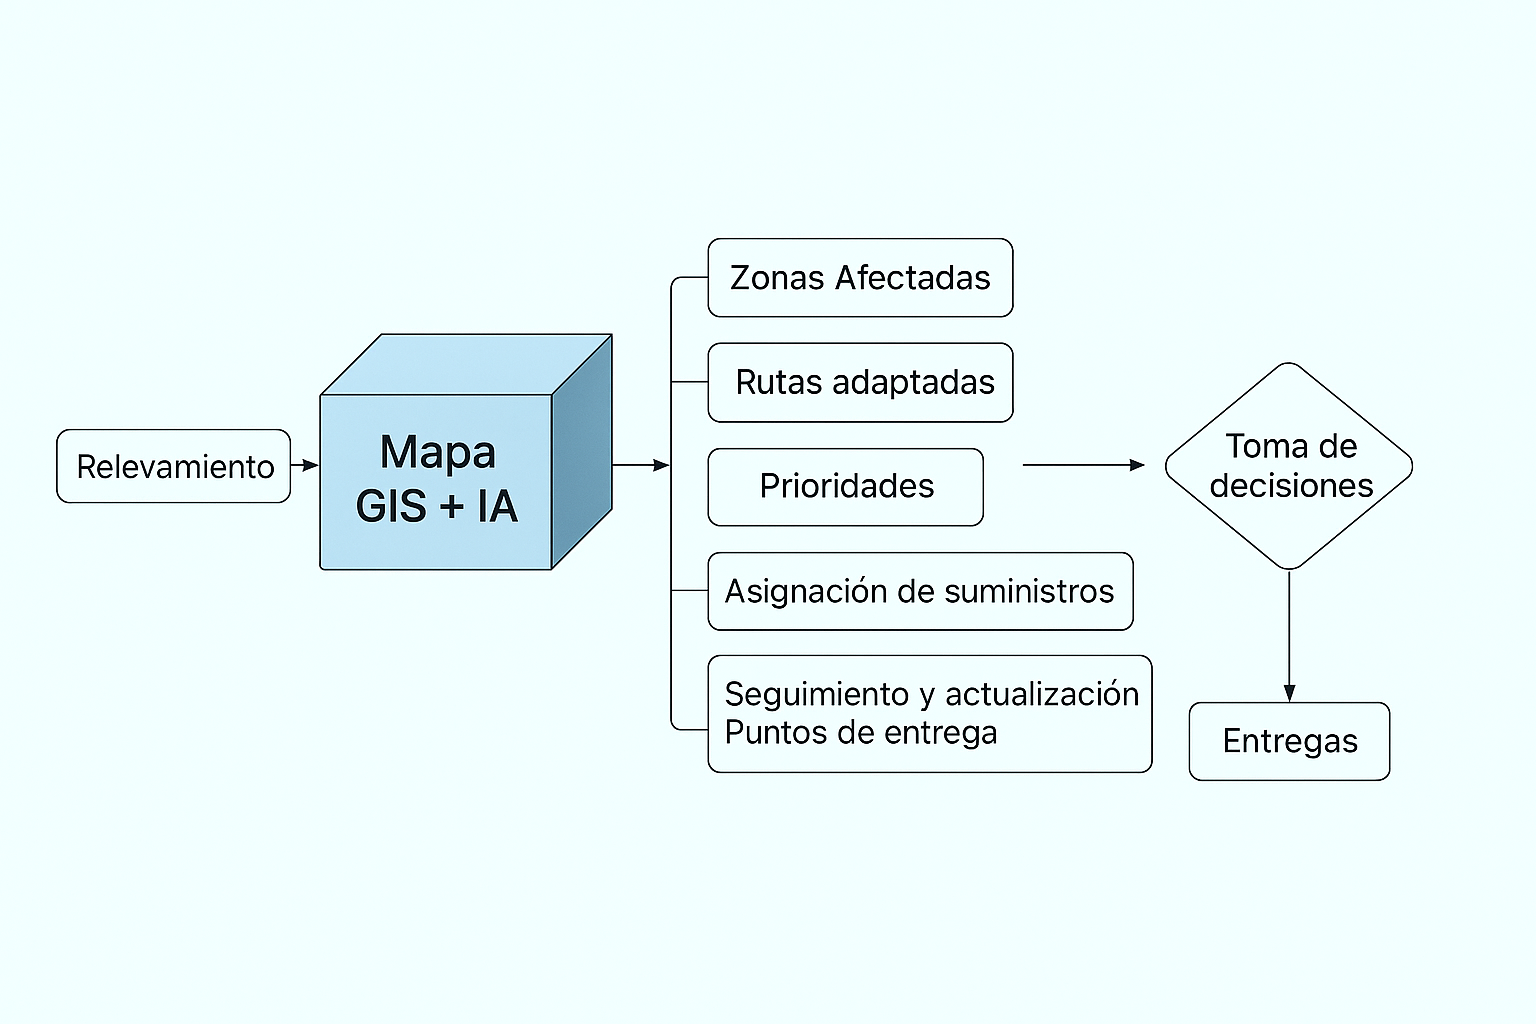 Relevamiento
Mapa
GIS + IA
Zonas Afectadas
Rutas adaptadas
Prioridades
Asignación de suministros
Seguimiento y actualización
Puntos de entrega
Toma de
decisiones
Entregas